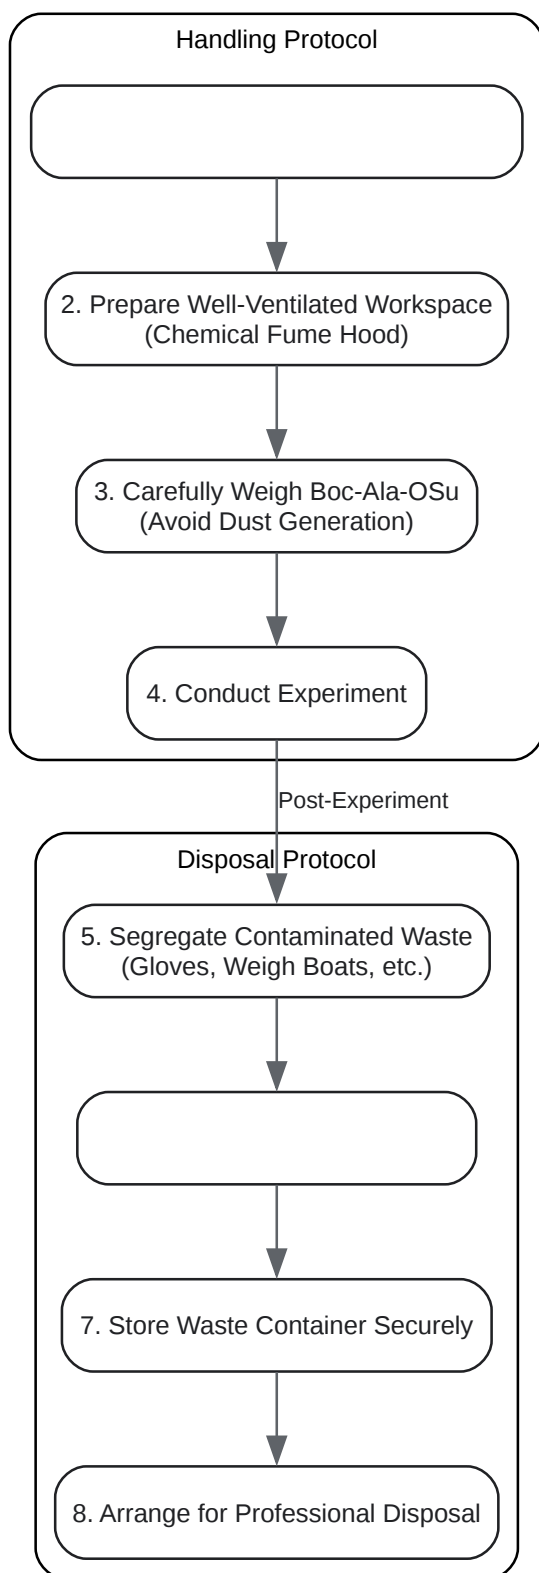 Handling Protocol
2. Prepare Well-Ventilated Workspace
(Chemical Fume Hood)
3. Carefully Weigh Boc-Ala-OSu
(Avoid Dust Generation)
4. Conduct Experiment
Post-Experiment
Disposal Protocol
5. Segregate Contaminated Waste
(Gloves, Weigh Boats, etc.)
7. Store Waste Container Securely
8. Arrange for Professional Disposal